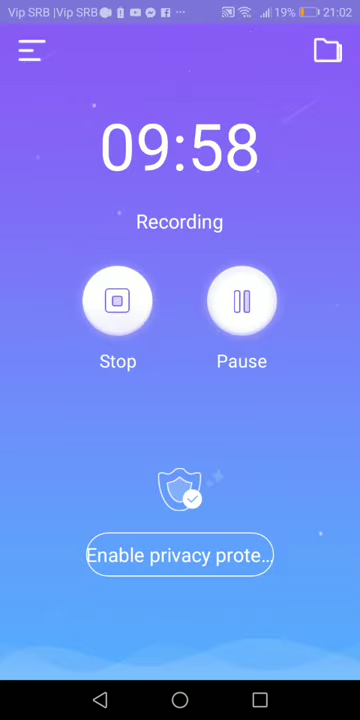 Vip SRB |Vip SRB ... 19% 21:02
09:58
Recording
Stop Pause
Enable privacy prote...